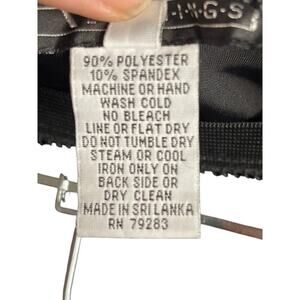 I·N·G·S
90% POLYESTER
10% SPANDEX
MACHINE OR HAND
WASH COLD
NO BLEACH
LINE OR FLAT DRY
DO NOT TUMBLE DRY
STEAM OR COOL
IRON ONLY ON
BACK SIDE OR
DRY CLEAN
MADE IN SRI LANKA
RN 79283